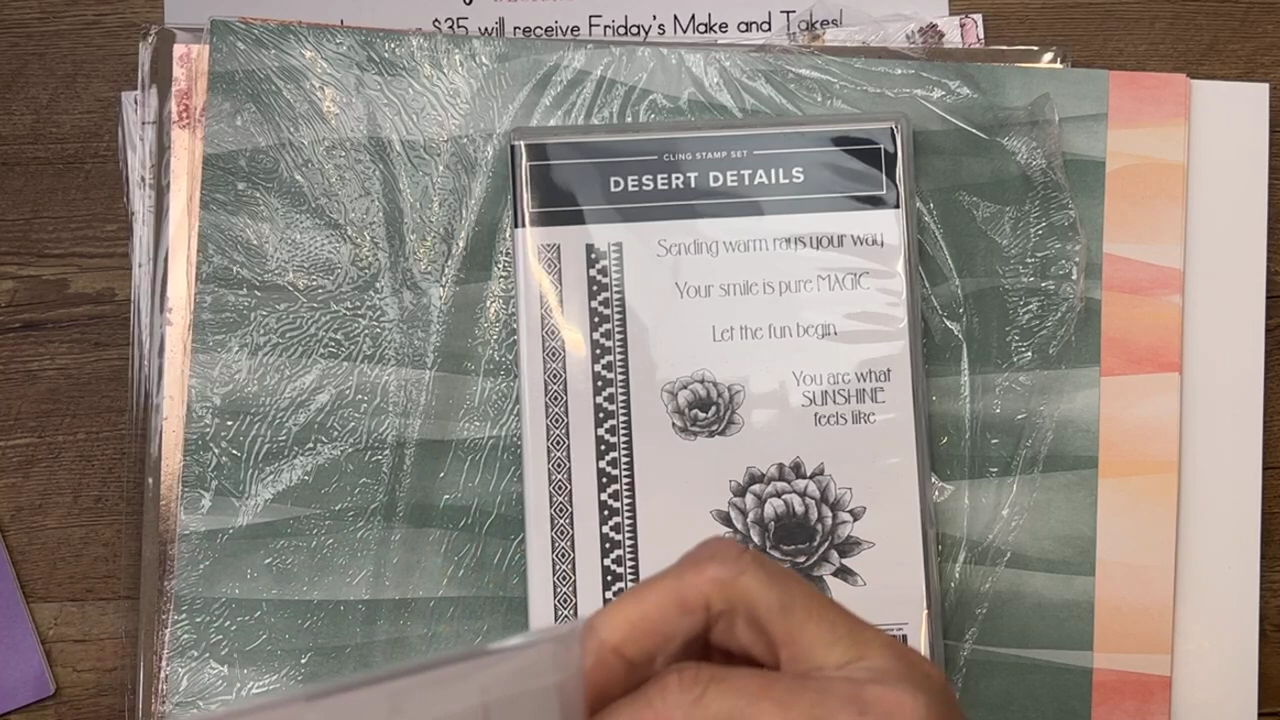 $35 will receive Friday's Make and Takes!
CLING STAMP SET
DESERT DETAILS
Sending warm rays your way
Your smile is pure MAGIC
Let the fun begin
You are what
SUNSHINE
feels like